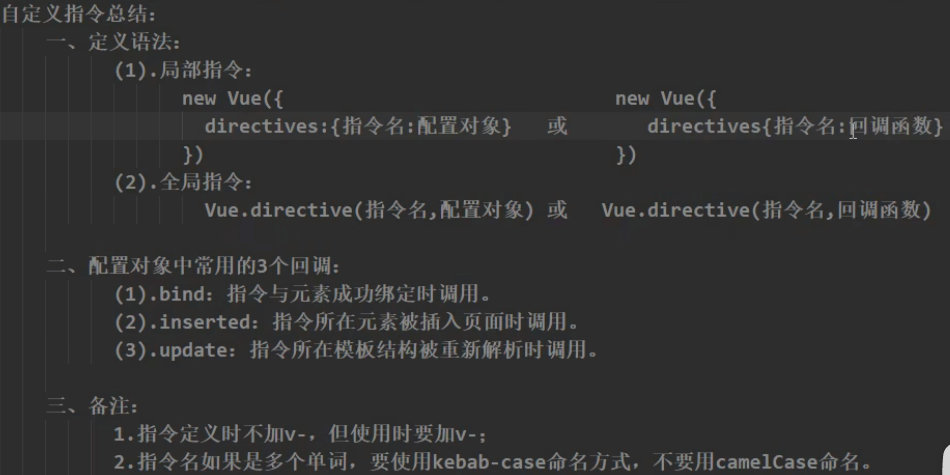 自定义指令总结：
一、定义语法：
(1).局部指令：
new Vue({ new Vue({
directives:{指令名:配置对象} 或 directives{指令名:回调函数}
}) })
(2).全局指令：
Vue.directive(指令名,配置对象) 或 Vue.directive(指令名,回调函数)
二、配置对象中常用的3个回调：
(1).bind：指令与元素成功绑定时调用。
(2).inserted：指令所在元素被插入页面时调用。
(3).update：指令所在模板结构被重新解析时调用。
三、备注：
1.指令定义时不加v-，但使用时要加v-；
2.指令名如果是多个单词，要使用kebab-case命名方式，不要用camelCase命名。